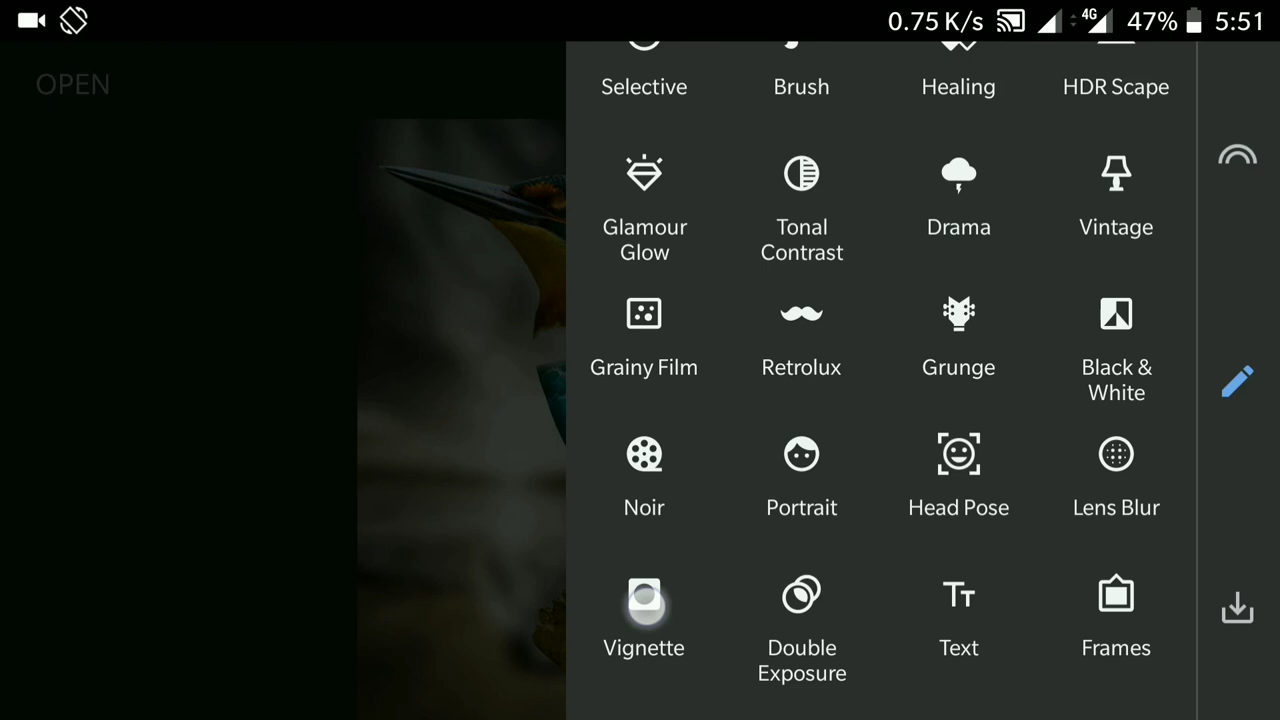 0.75 K/s 4G 47% 5:51
OPEN
Selective Brush Healing HDR Scape
Glamour Glow Tonal Contrast Drama Vintage
Grainy Film Retrolux Grunge Black & White
Noir Portrait Head Pose Lens Blur
Vignette Double Exposure Text Frames